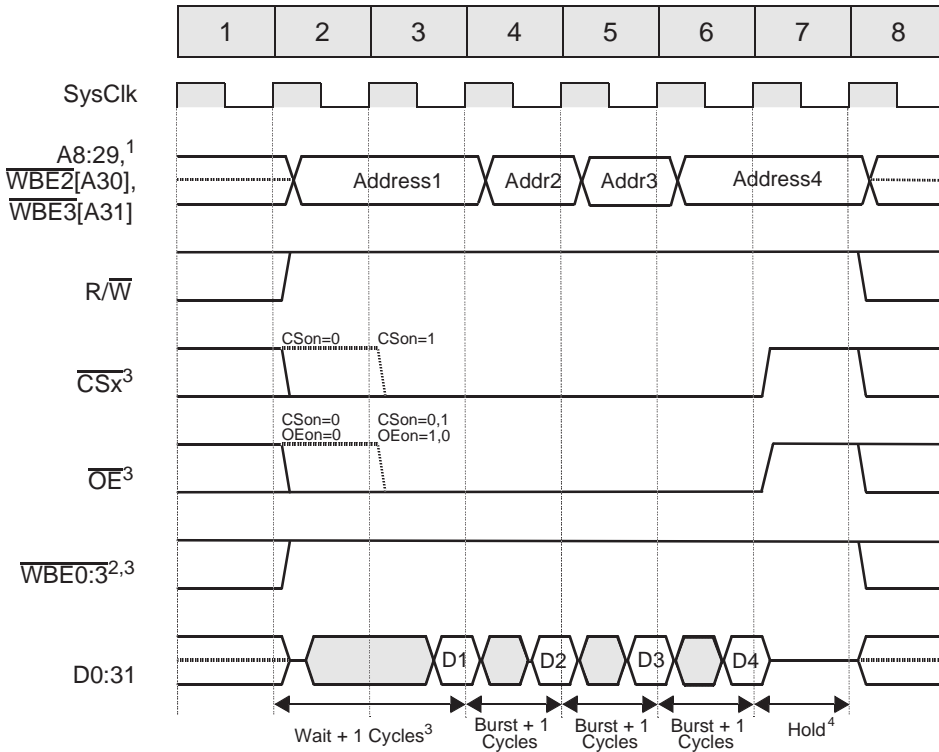 1 2 3 4 5 6 7 8
SysClk
A8:29,1
WBE2[A30],
WBE3[A31]
Address1 Addr2 Addr3 Address4
R/W
CSon=0 CSon=1
CSx3
CSon=0 CSon=0,1
OEon=0 OEon=1,0
OE3
WBE0:32,3
D0:31
D1 D2 D3 D4
Wait + 1 Cycles3
Burst + 1
Cycles
Burst + 1
Cycles
Burst + 1
Cycles
Hold4